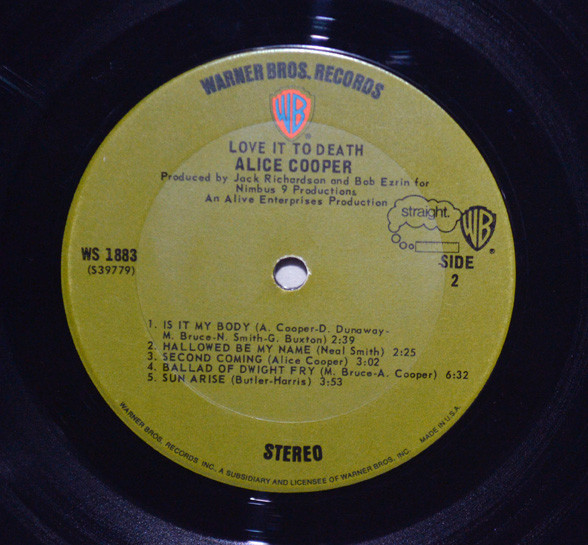 WARNER BROS. RECORDS
WB
®
LOVE IT TO DEATH
ALICE COOPER
Produced by Jack Richardson and Bob Ezrin for
Nimbus 9 Productions
An Alive Enterprises Production
straight.
WB
®
WS 1883
(S39779)
SIDE
2
1. IS IT MY BODY (A. Cooper-D. Dunaway-
M. Bruce-N. Smith-G. Buxton) 2:39
2. HALLOWED BE MY NAME (Neal Smith) 2:25
3. SECOND COMING (Alice Cooper) 3:02
4. BALLAD OF DWIGHT FRY (M. Bruce-A. Cooper) 6:32
5. SUN ARISE (Butler-Harris) 3:53
STEREO
WARNER BROS. RECORDS INC. A SUBSIDIARY AND LICENSEE OF WARNER BROS. INC. MADE IN U.S.A.